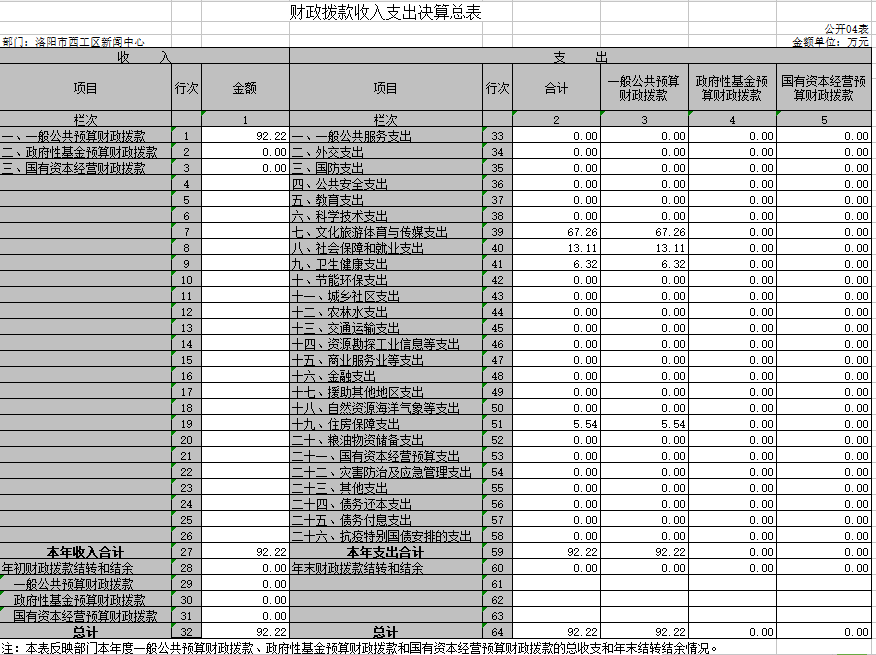 财政拨款收入支出决算总表
公开04表
部门：洛阳市西工区新闻中心 金额单位：万元
收 入 支 出
项目 行次 金额 项目 行次 合计 一般公共预算财政拨款 政府性基金预算财政拨款 国有资本经营预算财政拨款
栏次 1 栏次 2 3 4 5
一、一般公共预算财政拨款 1 92.22 一、一般公共服务支出 33 0.00 0.00 0.00 0.00
二、政府性基金预算财政拨款 2 0.00 二、外交支出 34 0.00 0.00 0.00 0.00
三、国有资本经营财政拨款 3 0.00 三、国防支出 35 0.00 0.00 0.00 0.00
4 四、公共安全支出 36 0.00 0.00 0.00 0.00
5 五、教育支出 37 0.00 0.00 0.00 0.00
6 六、科学技术支出 38 0.00 0.00 0.00 0.00
7 七、文化旅游体育与传媒支出 39 67.26 67.26 0.00 0.00
8 八、社会保障和就业支出 40 13.11 13.11 0.00 0.00
9 九、卫生健康支出 41 6.32 6.32 0.00 0.00
10 十、节能环保支出 42 0.00 0.00 0.00 0.00
11 十一、城乡社区支出 43 0.00 0.00 0.00 0.00
12 十二、农林水支出 44 0.00 0.00 0.00 0.00
13 十三、交通运输支出 45 0.00 0.00 0.00 0.00
14 十四、资源勘探工业信息等支出 46 0.00 0.00 0.00 0.00
15 十五、商业服务业等支出 47 0.00 0.00 0.00 0.00
16 十六、金融支出 48 0.00 0.00 0.00 0.00
17 十七、援助其他地区支出 49 0.00 0.00 0.00 0.00
18 十八、自然资源海洋气象等支出 50 0.00 0.00 0.00 0.00
19 十九、住房保障支出 51 5.54 5.54 0.00 0.00
20 二十、粮油物资储备支出 52 0.00 0.00 0.00 0.00
21 二十一、国有资本经营预算支出 53 0.00 0.00 0.00 0.00
22 二十二、灾害防治及应急管理支出 54 0.00 0.00 0.00 0.00
23 二十三、其他支出 55 0.00 0.00 0.00 0.00
24 二十四、债务还本支出 56 0.00 0.00 0.00 0.00
25 二十五、债务付息支出 57 0.00 0.00 0.00 0.00
26 二十六、抗疫特别国债安排的支出 58 0.00 0.00 0.00 0.00
本年收入合计 27 92.22 本年支出合计 59 92.22 92.22 0.00 0.00
年初财政拨款结转和结余 28 0.00 年末财政拨款结转和结余 60 0.00 0.00 0.00 0.00
一般公共预算财政拨款 29 0.00 61
政府性基金预算财政拨款 30 0.00 62
国有资本经营预算财政拨款 31 0.00 63
总计 32 92.22 总计 64 92.22 92.22 0.00 0.00
注：本表反映部门本年度一般公共预算财政拨款、政府性基金预算财政拨款和国有资本经营预算财政拨款的总收支和年末结转结余情况。